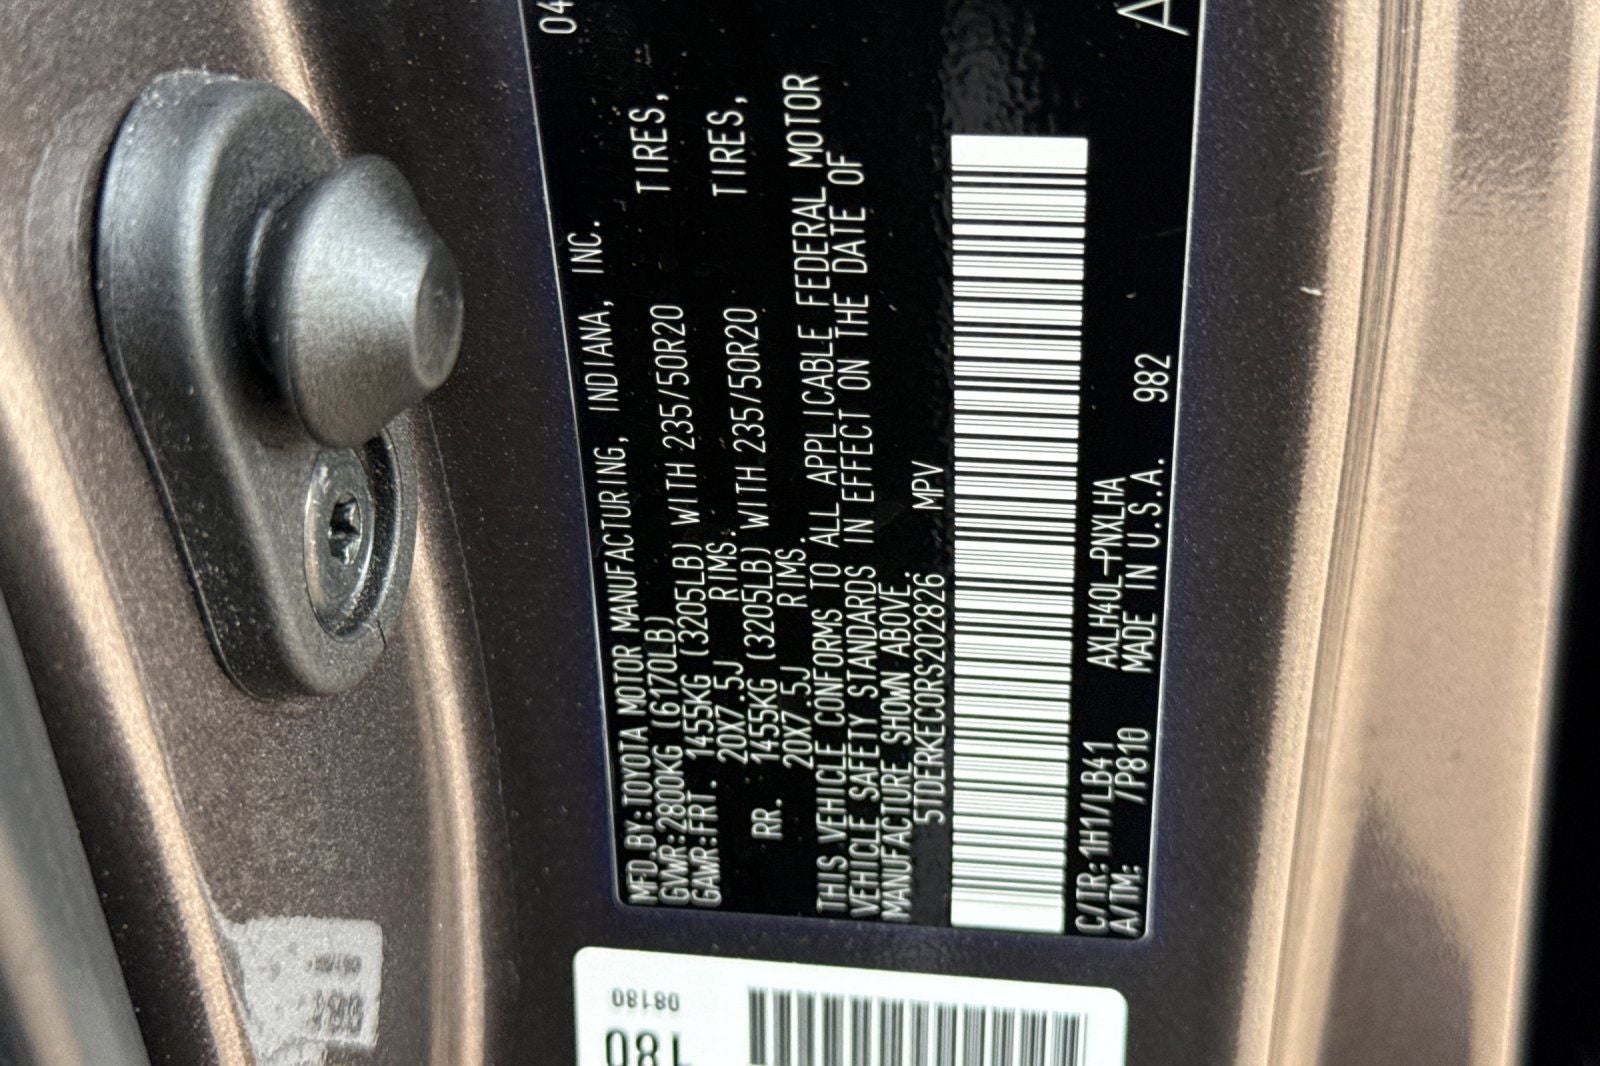 04
MFD.BY:TOYOTA MOTOR MANUFACTURING, INDIANA, INC.
GVWR:2800KG (6170LB)
GAWR:FRT. 1455KG (3205LB) WITH 235/50R20 TIRES,
20X7.5J RIMS.
RR. 1455KG (3205LB) WITH 235/50R20 TIRES,
20X7.5J RIMS.
THIS VEHICLE CONFORMS TO ALL APPLICABLE FEDERAL MOTOR
VEHICLE SAFETY STANDARDS IN EFFECT ON THE DATE OF
MANUFACTURE SHOWN ABOVE.
5TDERKEC0RS202826 MPV
C/TR:1H1/LB41 AXLH40L-PNXLHA
A/TM: /P810 MADE IN U.S.A. 982
A
08180
180